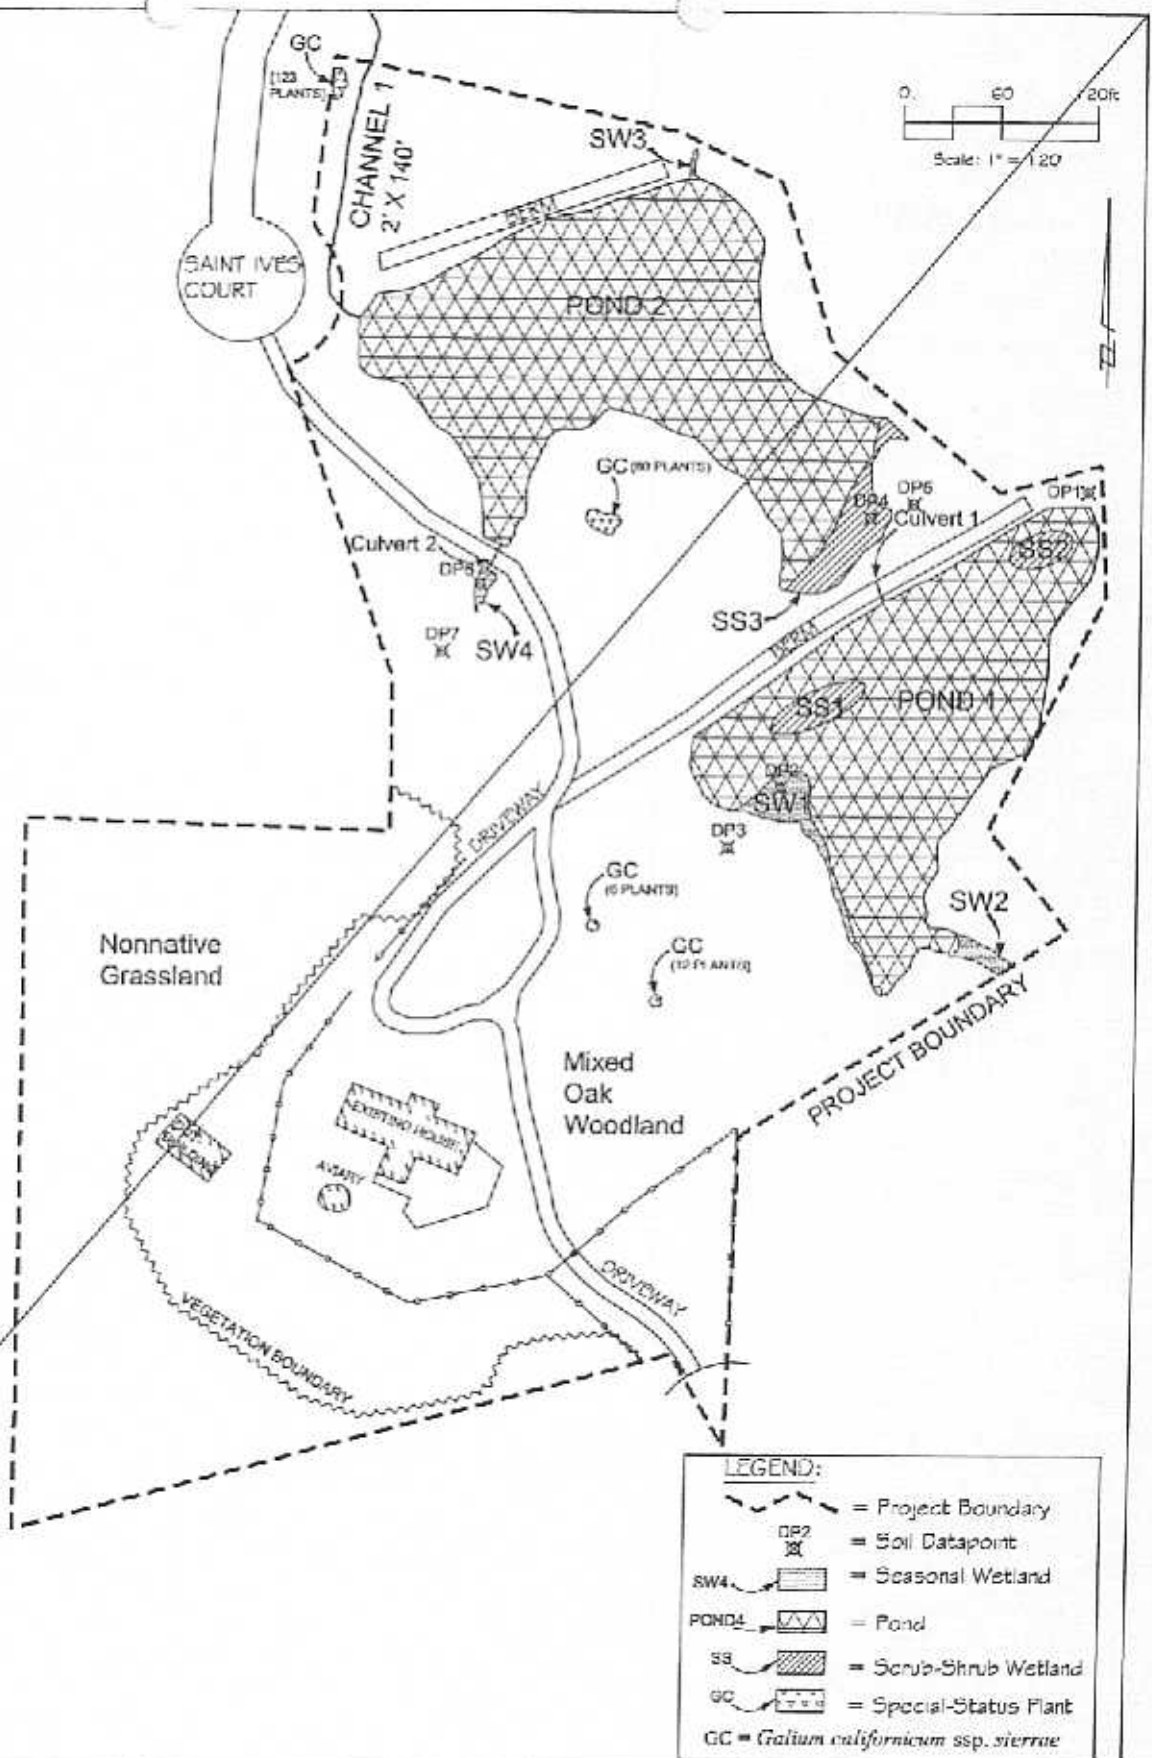 GC
[123
PLANTS]
CHANNEL 1
2' X 140'
0
60
120ft
Scale: 1" = 120'
SW3
BERM
SAINT IVES
COURT
POND 2
GC (60 PLANTS)
DP4
DP5
DP1
Culvert 1
SS2
Culvert 2
SS3
BERM
DP7
SW4
SS1
POND 1
DP2
SW1
DRIVEWAY
DP3
GC
(6 PLANTS)
SW2
Nonnative
Grassland
GC
(12 PLANTS)
PROJECT BOUNDARY
Mixed
Oak
Woodland
EXISTING HOUSE
BUILDING
AVIARY
DRIVEWAY
VEGETATION BOUNDARY
LEGEND:
= Project Boundary
DP2
= Soil Datapoint
SW4
= Seasonal Wetland
POND4
= Pond
SS
= Scrub-Shrub Wetland
GC
= Special-Status Plant
GC = Galium californicum ssp. sierrae